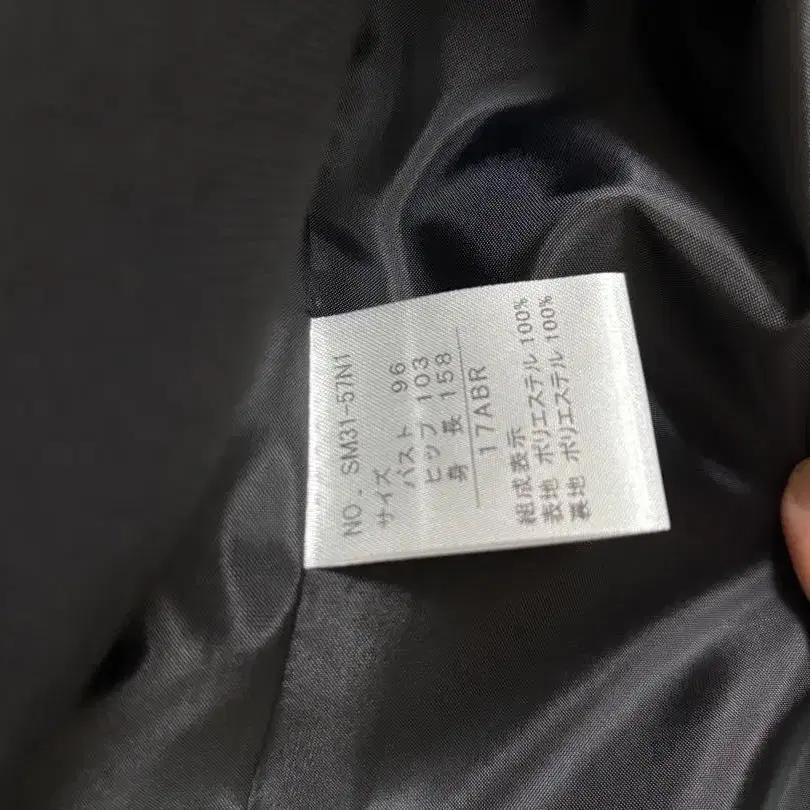 NO. SM31-57N1
サイズ
バスト 96
ヒップ 103
身 長 158
17ABR
組成表示
表地 ポリエステル 100%
裏地 ポリエステル 100%